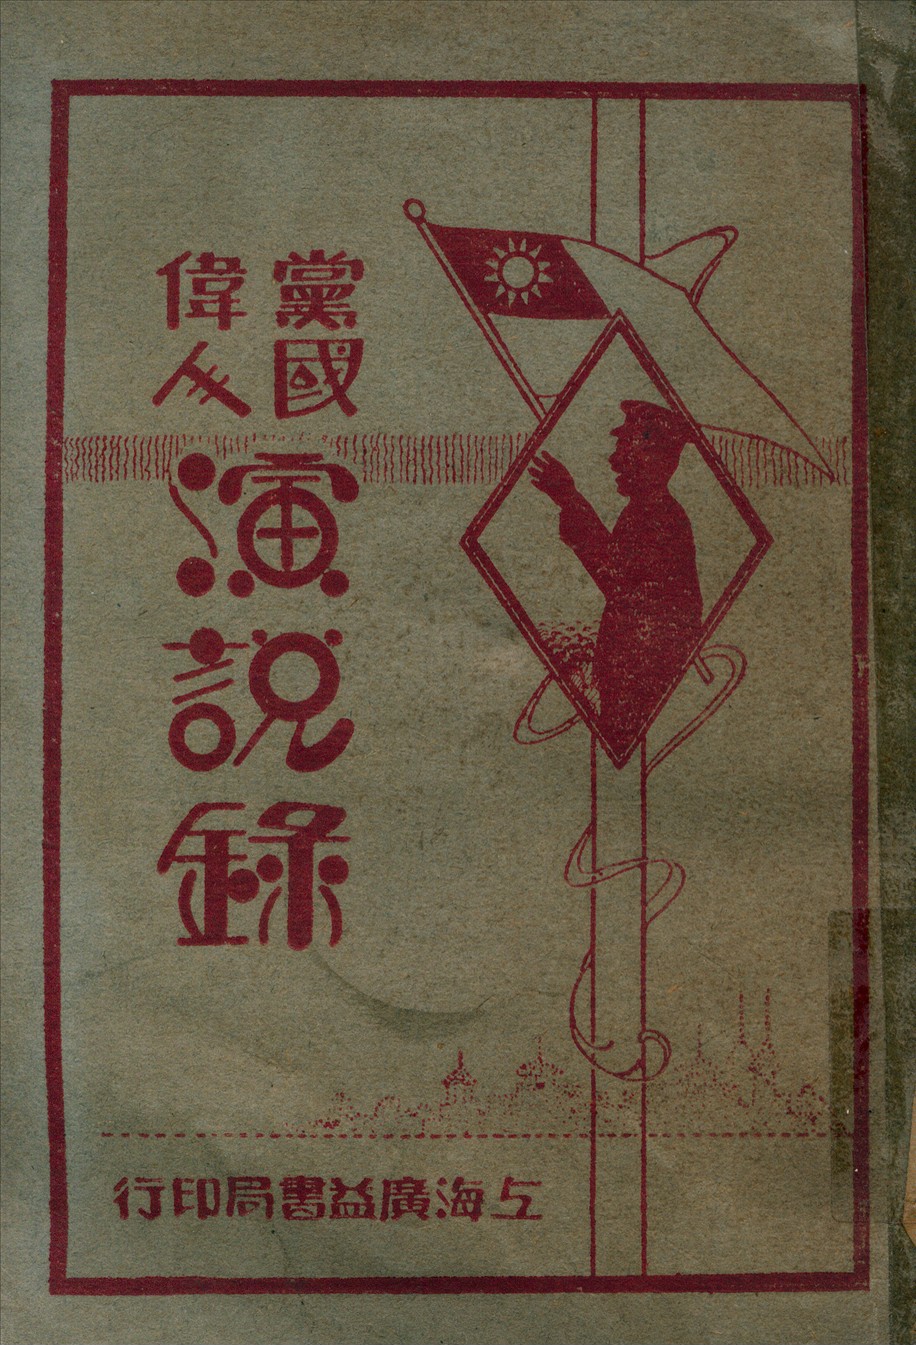 黨國
偉人
演說錄
上海廣益書局印行